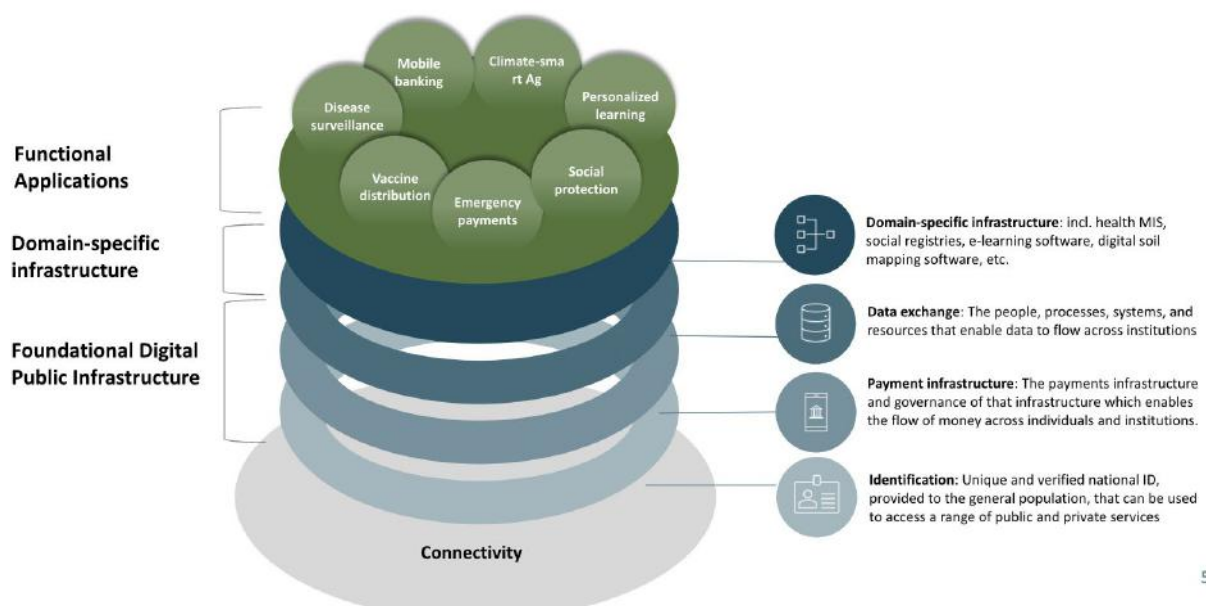 Mobile
banking
Climate-sma
rt Ag
Disease
surveillance
Personalized
learning
Vaccine
distribution
Emergency
payments
Social
protection
Functional
Applications
Domain-specific
infrastructure
Foundational Digital
Public Infrastructure
Connectivity
Domain-specific infrastructure: incl. health MIS,
social registries, e-learning software, digital soil
mapping software, etc.
Data exchange: The people, processes, systems, and
resources that enable data to flow across institutions
Payment infrastructure: The payments infrastructure
and governance of that infrastructure which enables
the flow of money across individuals and institutions.
Identification: Unique and verified national ID,
provided to the general population, that can be used
to access a range of public and private services
5